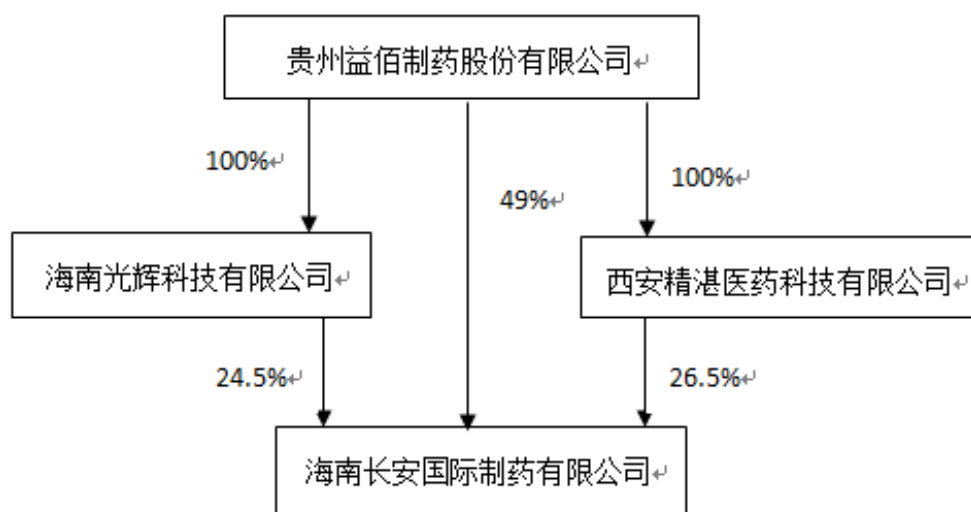 贵州益佰制药股份有限公司
100%
49%
100%
海南光辉科技有限公司
西安精湛医药科技有限公司
24.5%
26.5%
海南长安国际制药有限公司